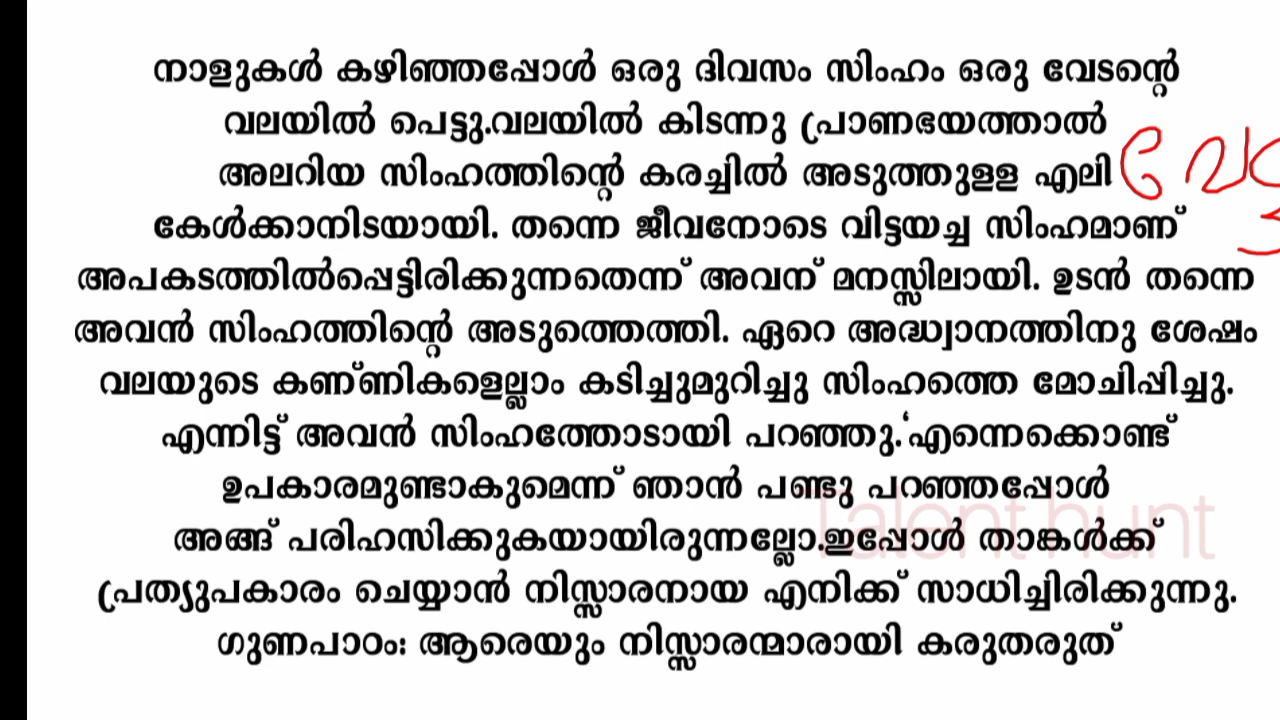 നാളുകൾ കഴിഞ്ഞപ്പോൾ ഒരു ദിവസം സിംഹം ഒരു വേടന്റെ
വലയിൽ പെട്ടു.വലയിൽ കിടന്നു പ്രാണഭയത്താൽ
അലറിയ സിംഹത്തിന്റെ കരച്ചിൽ അടുത്തുളള എലി
കേൾക്കാനിടയായി. തന്നെ ജീവനോടെ വിട്ടയച്ച സിംഹമാണ്
അപകടത്തിൽപ്പെട്ടിരിക്കുന്നതെന്ന് അവന് മനസ്സിലായി. ഉടൻ തന്നെ
അവൻ സിംഹത്തിന്റെ അടുത്തെത്തി. ഏറെ അദ്ധ്വാനത്തിനു ശേഷം
വലയുടെ കണ്ണികളെല്ലാം കടിച്ചുമുറിച്ചു സിംഹത്തെ മോചിപ്പിച്ചു.
എന്നിട്ട് അവൻ സിംഹത്തോടായി പറഞ്ഞു.‘എന്നെക്കൊണ്ട്
ഉപകാരമുണ്ടാകുമെന്ന് ഞാൻ പണ്ടു പറഞ്ഞപ്പോൾ
അങ്ങ് പരിഹസിക്കുകയായിരുന്നല്ലോ.ഇപ്പോൾ താങ്കൾക്ക്
പ്രത്യുപകാരം ചെയ്യാൻ നിസ്സാരനായ എനിക്ക് സാധിച്ചിരിക്കുന്നു.
ഗുണപാഠം: ആരെയും നിസ്സാരന്മാരായി കരുതരുത്
Talent hunt